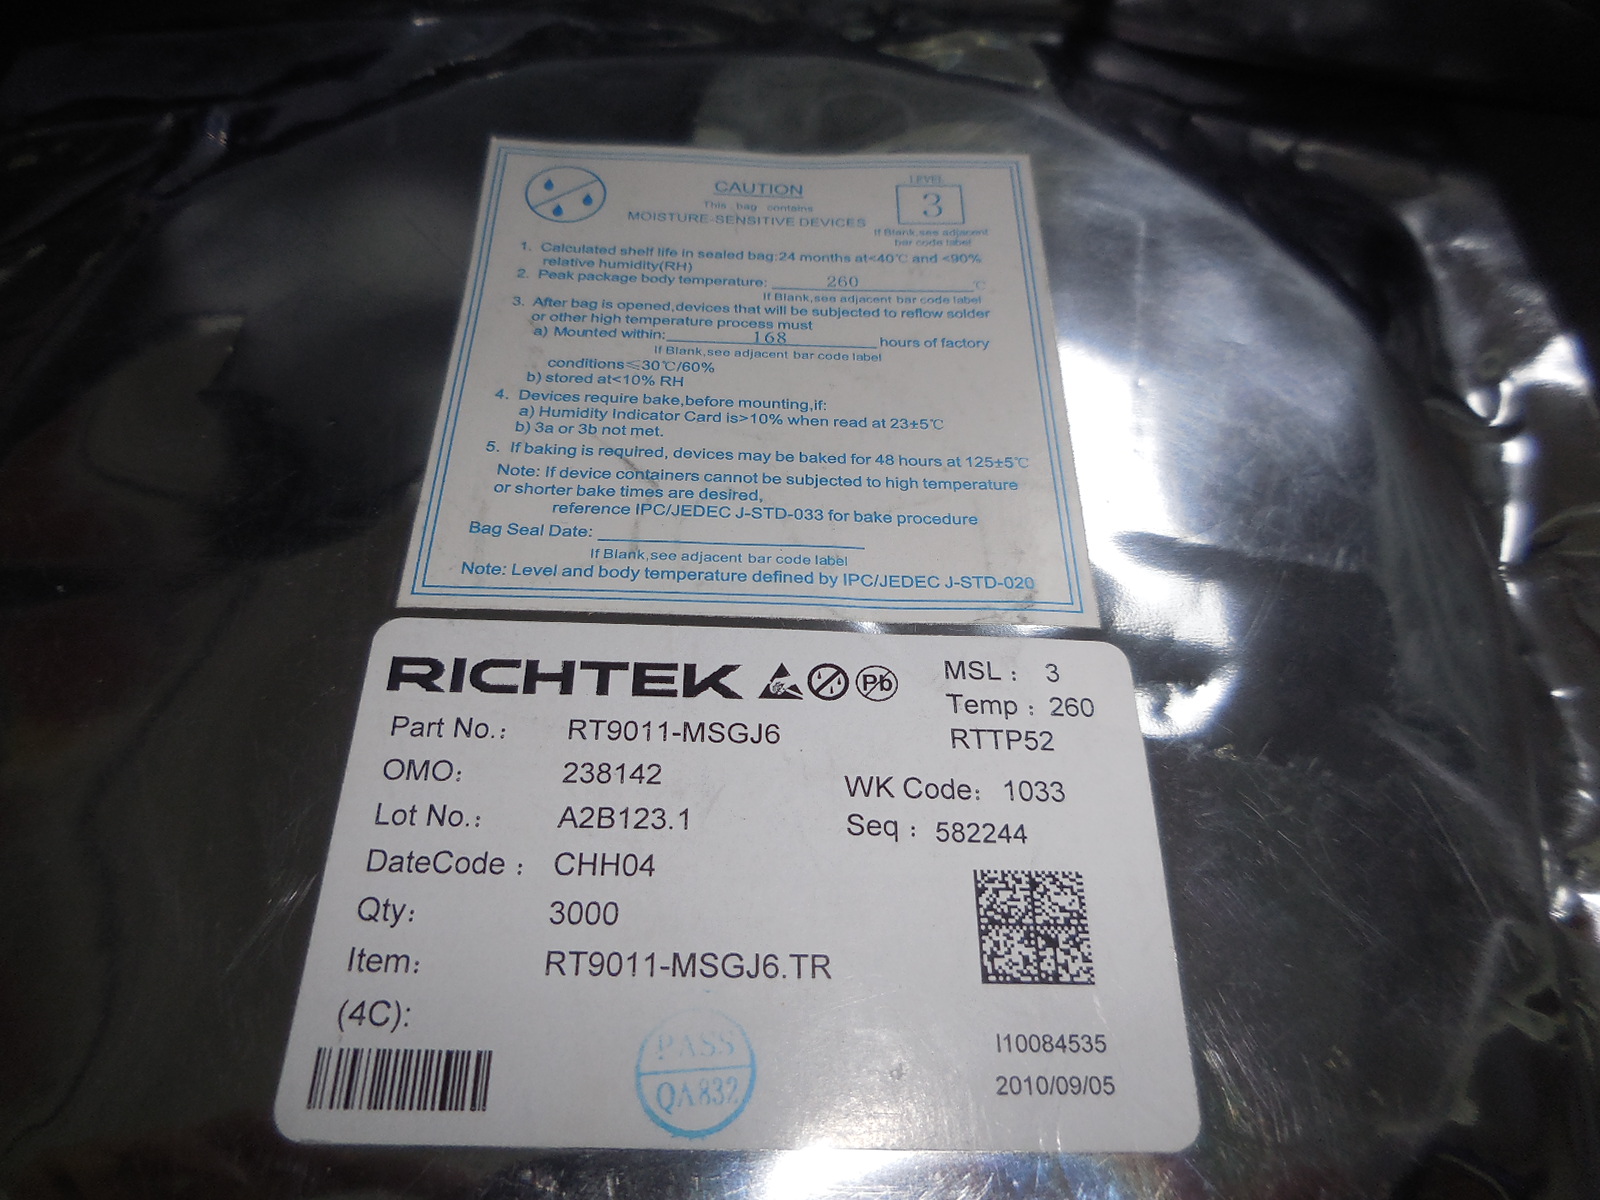 CAUTION
This bag contains
MOISTURE-SENSITIVE DEVICES
LEVEL
3
If Blank,see adjacent
bar code label
1. Calculated shelf life in sealed bag:24 months at<40℃ and <90%
relative humidity(RH)
2. Peak package body temperature: 260 ℃
If Blank,see adjacent bar code label
3. After bag is opened,devices that will be subjected to reflow solder
or other high temperature process must
a) Mounted within: 168 hours of factory
If Blank,see adjacent bar code label
conditions≤30℃/60%
b) stored at<10% RH
4. Devices require bake,before mounting,if:
a) Humidity Indicator Card is>10% when read at 23±5℃
b) 3a or 3b not met.
5. If baking is required, devices may be baked for 48 hours at 125±5℃
Note: If device containers cannot be subjected to high temperature
or shorter bake times are desired,
reference IPC/JEDEC J-STD-033 for bake procedure
Bag Seal Date:
If Blank,see adjacent bar code label
Note: Level and body temperature defined by IPC/JEDEC J-STD-020
RICHTEK Pb
MSL : 3
Temp : 260
RTTP52
Part No.: RT9011-MSGJ6
OMO: 238142
WK Code: 1033
Lot No.: A2B123.1
Seq : 582244
DateCode : CHH04
Qty: 3000
Item: RT9011-MSGJ6.TR
(4C):
I10084535
2010/09/05
PASS
QA832